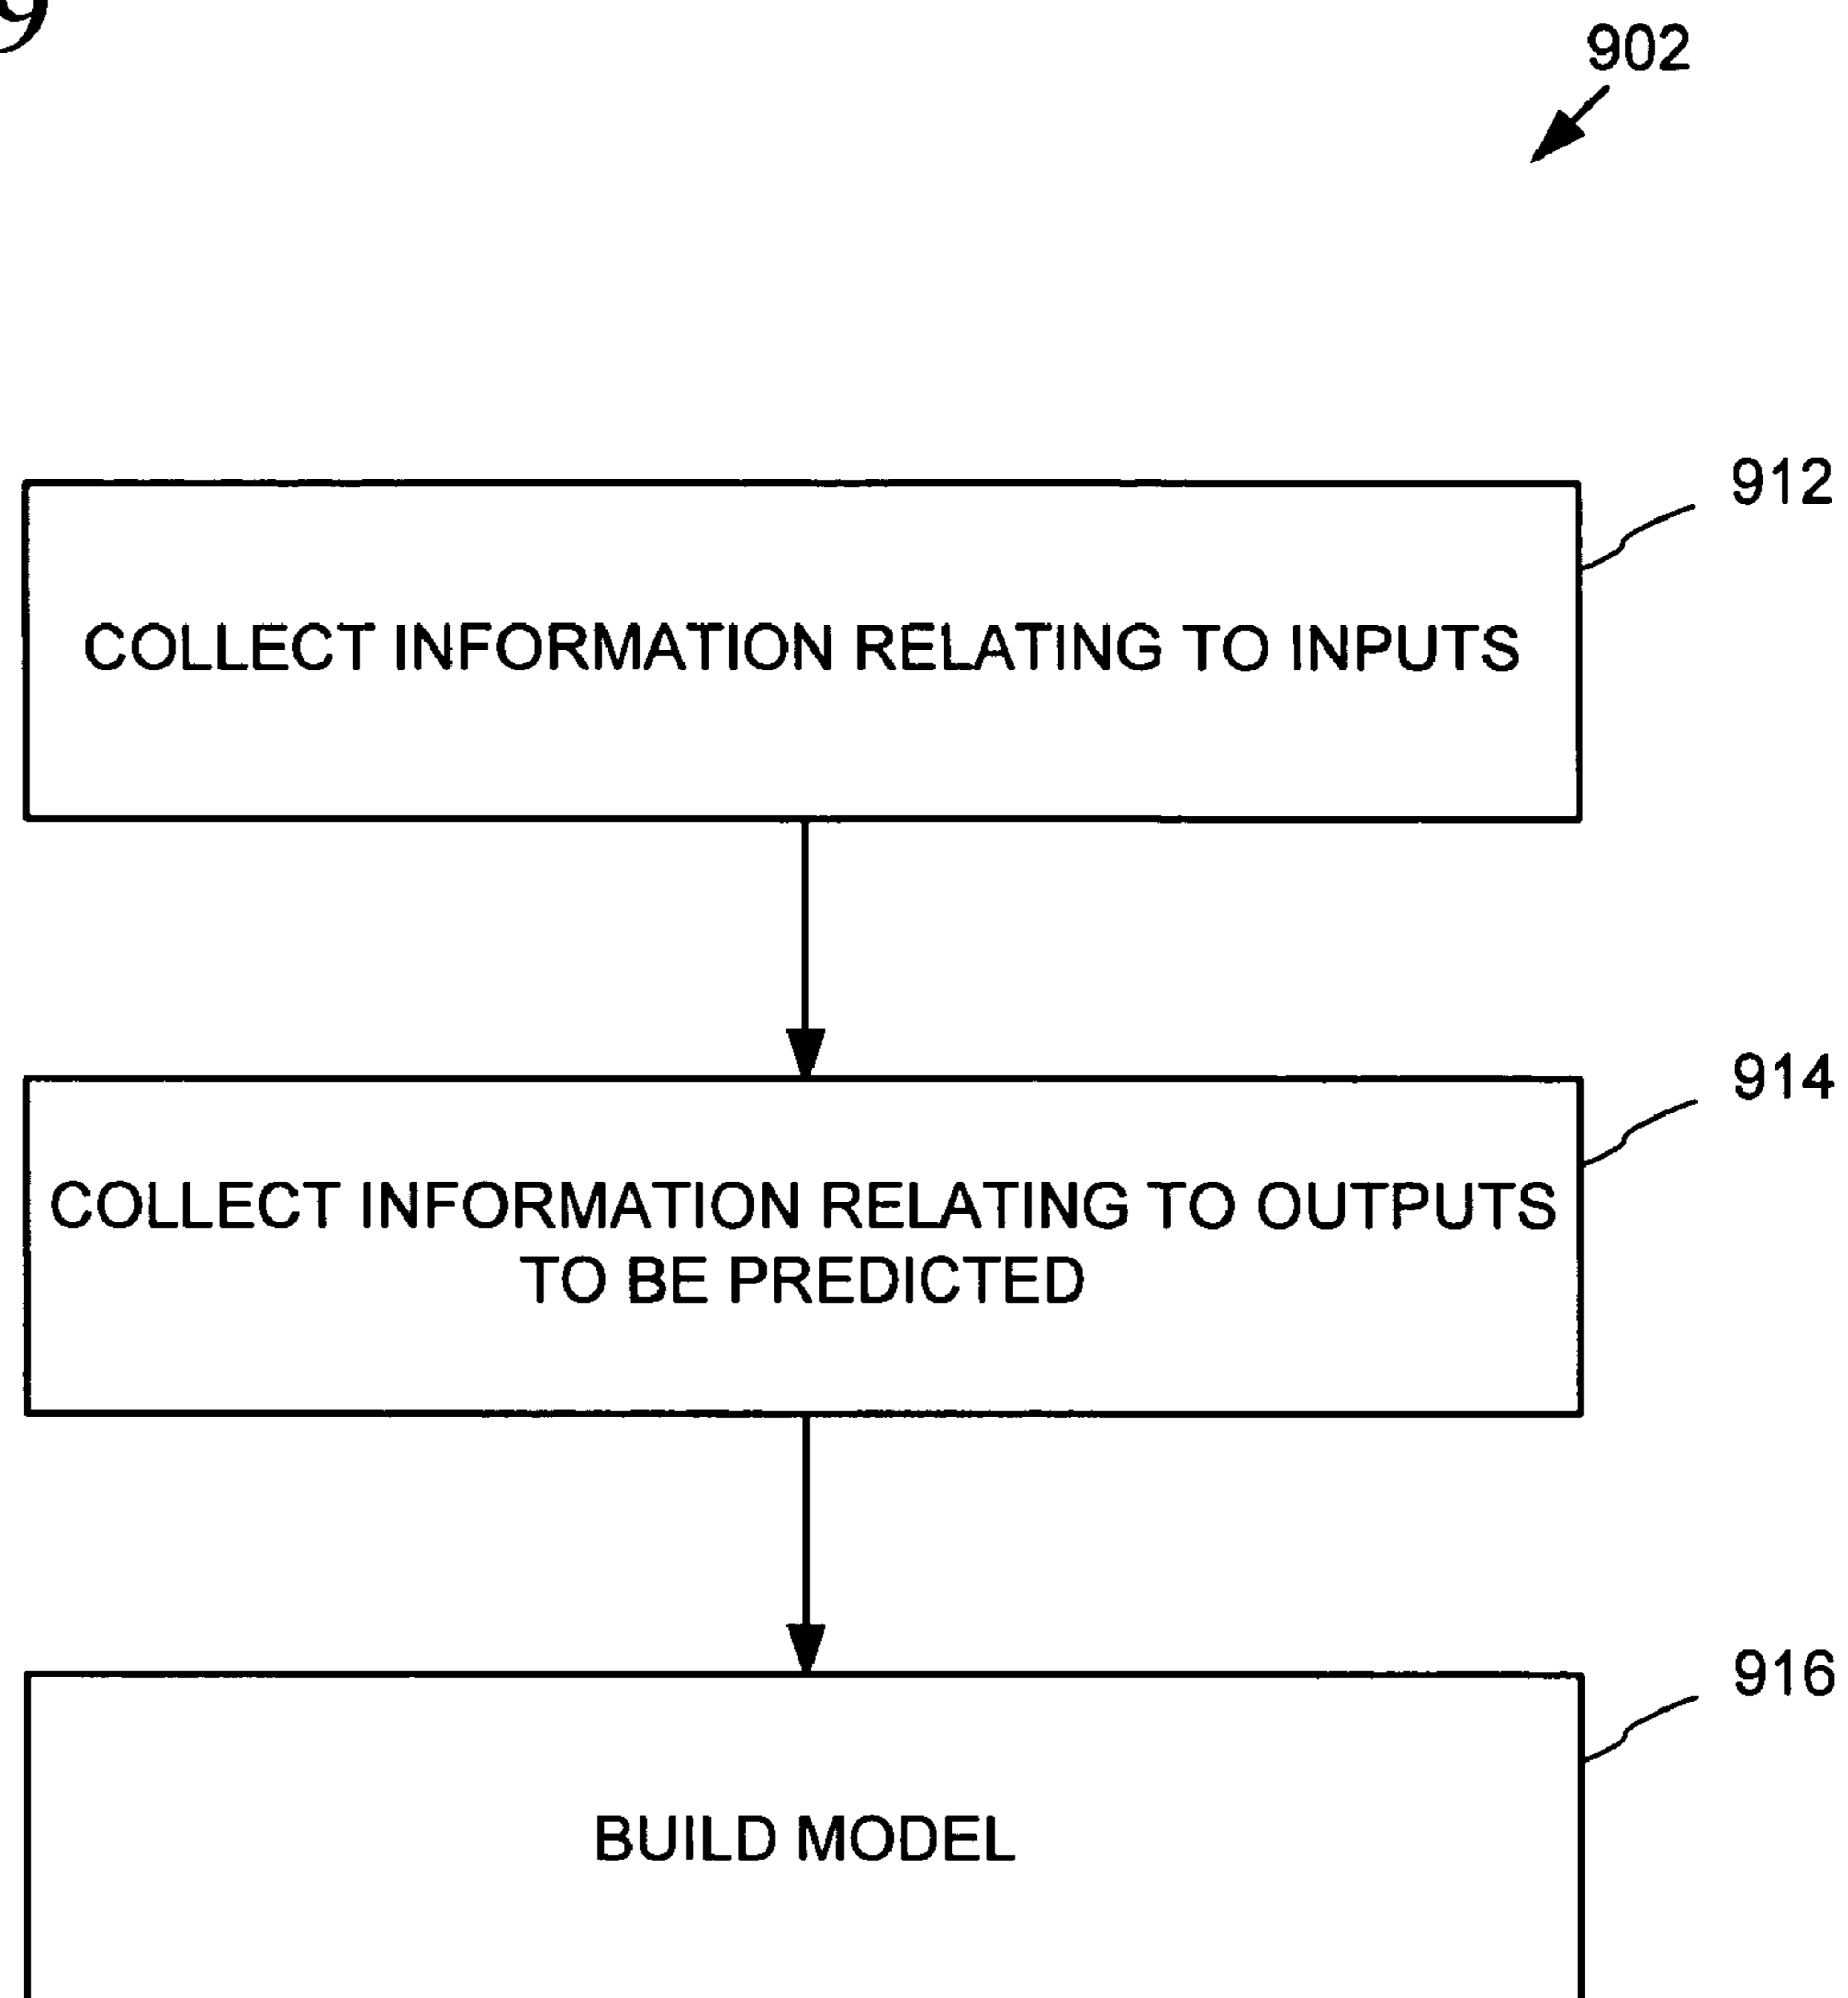 9
902
912
COLLECT INFORMATION RELATING TO INPUTS
914
COLLECT INFORMATION RELATING TO OUTPUTS
TO BE PREDICTED
916
BUILD MODEL